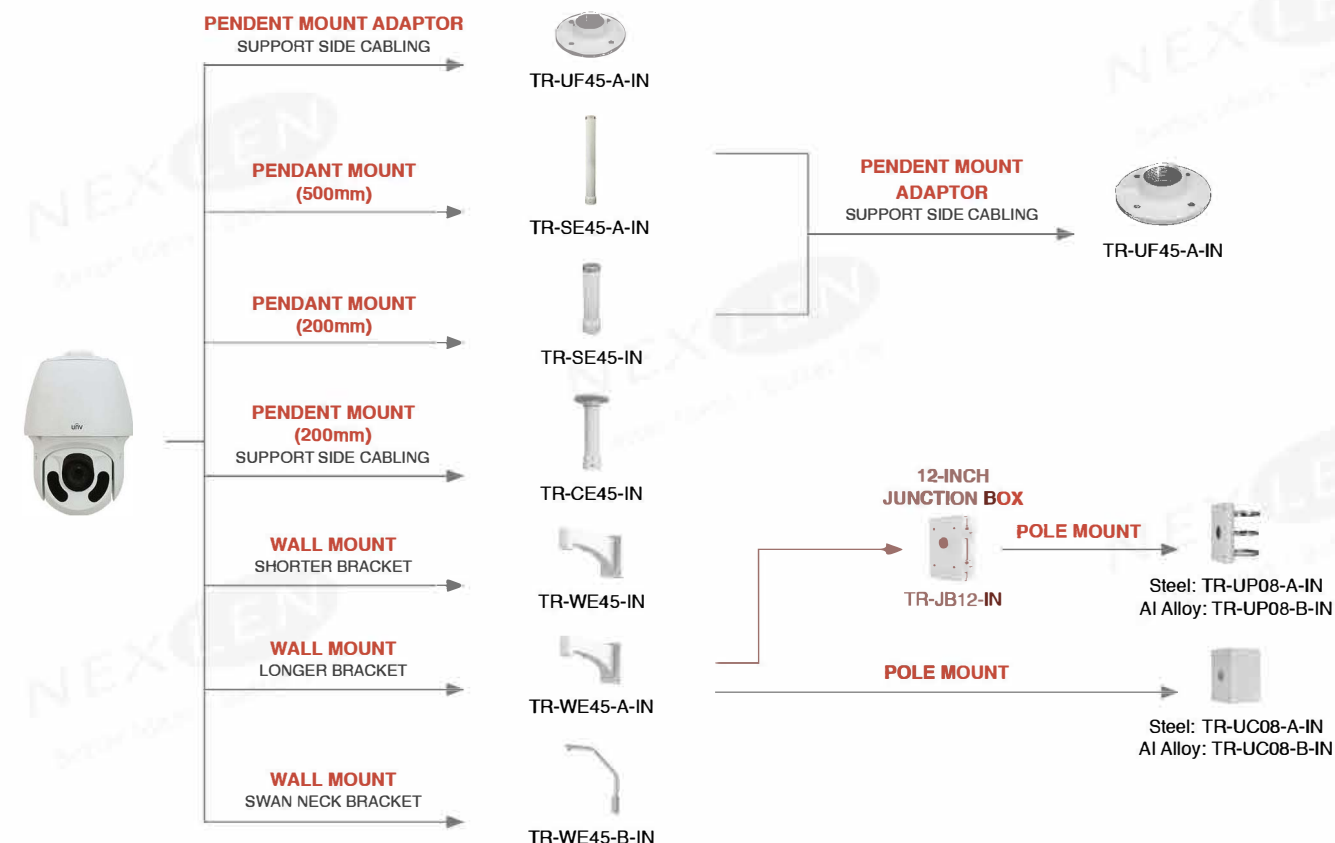 PENDENT MOUNT ADAPTOR
SUPPORT SIDE CABLING
TR-UF45-A-IN
PENDANT MOUNT
(500mm)
TR-SE45-A-IN
PENDENT MOUNT
ADAPTOR
SUPPORT SIDE CABLING
TR-UF45-A-IN
PENDANT MOUNT
(200mm)
TR-SE45-IN
unv
PENDENT MOUNT
(200mm)
SUPPORT SIDE CABLING
TR-CE45-IN
WALL MOUNT
SHORTER BRACKET
TR-WE45-IN
12-INCH
JUNCTION BOX
TR-JB12-IN
POLE MOUNT
Steel: TR-UP08-A-IN
Al Alloy: TR-UP08-B-IN
WALL MOUNT
LONGER BRACKET
TR-WE45-A-IN
POLE MOUNT
Steel: TR-UC08-A-IN
Al Alloy: TR-UC08-B-IN
WALL MOUNT
SWAN NECK BRACKET
TR-WE45-B-IN
NEXLEN
NEXLEN
NEXLEN